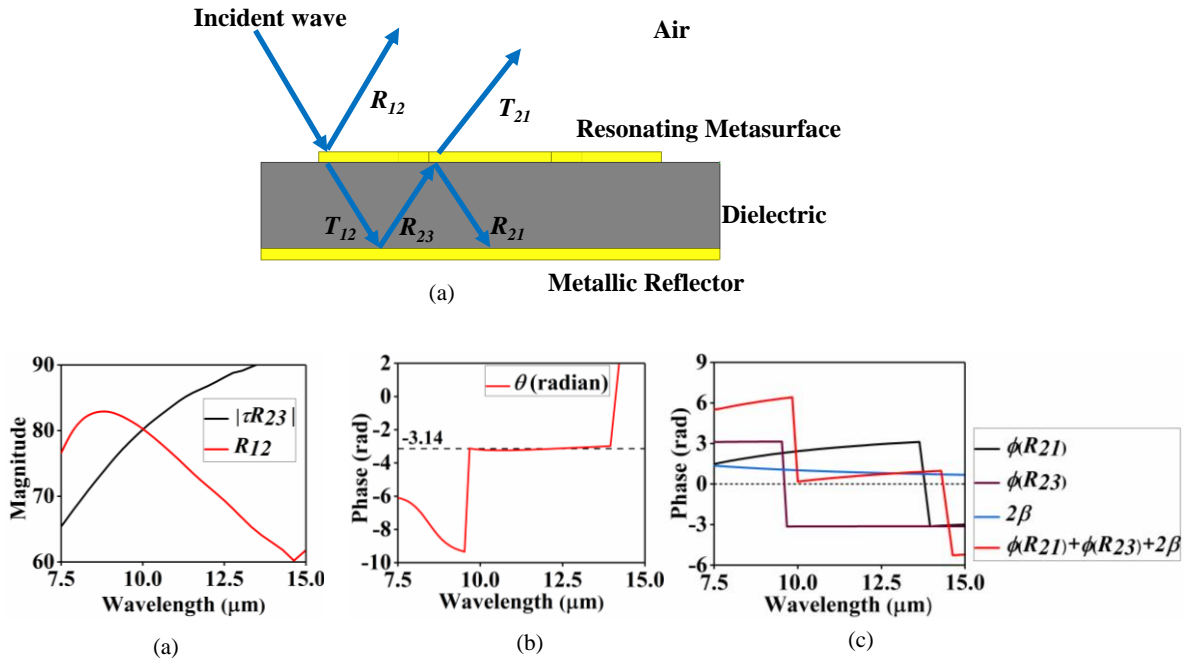 Incident wave
Air
R12
T21
Resonating Metasurface
T12
R23
R21
Dielectric
Metallic Reflector
(a)
90
80
70
60
Magnitude
|τR23|
R12
7.5 10.0 12.5 15.0
Wavelength (μm)
(a)
2
0
-2
-4
-6
-8
-10
Phase (rad)
θ (radian)
-3.14
7.5 10.0 12.5 15.0
Wavelength (μm)
(b)
9
6
3
0
-3
-6
Phase (rad)
7.5 10.0 12.5 15.0
Wavelength (μm)
ϕ(R21)
ϕ(R23)
2β
ϕ(R21)+ϕ(R23)+2β
(c)